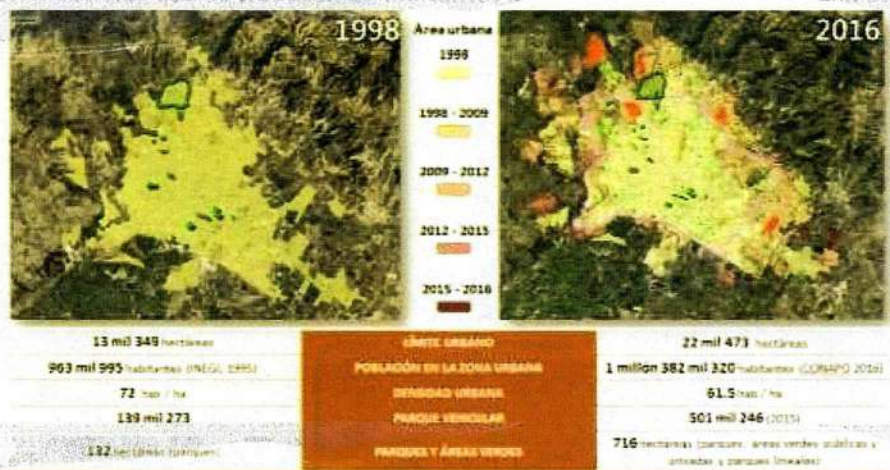 1998
Área urbana
1998
1998 - 2009
2009 - 2012
2012 - 2015
2015 - 2016
2016
13 mil 349 hectáreas
LÍMITE URBANO
22 mil 473 hectáreas
963 mil 995 habitantes (INEGI, 1995)
POBLACIÓN EN LA ZONA URBANA
1 millón 382 mil 320 habitantes (CONAPO 2016)
72 hab / ha
DENSIDAD URBANA
61.5 hab / ha
139 mil 273
PARQUE VEHICULAR
501 mil 246 (2015)
132 hectáreas (parques)
PARQUES Y ÁREAS VERDES
716 hectáreas (parques, áreas verdes públicas y
privadas y parques lineales)